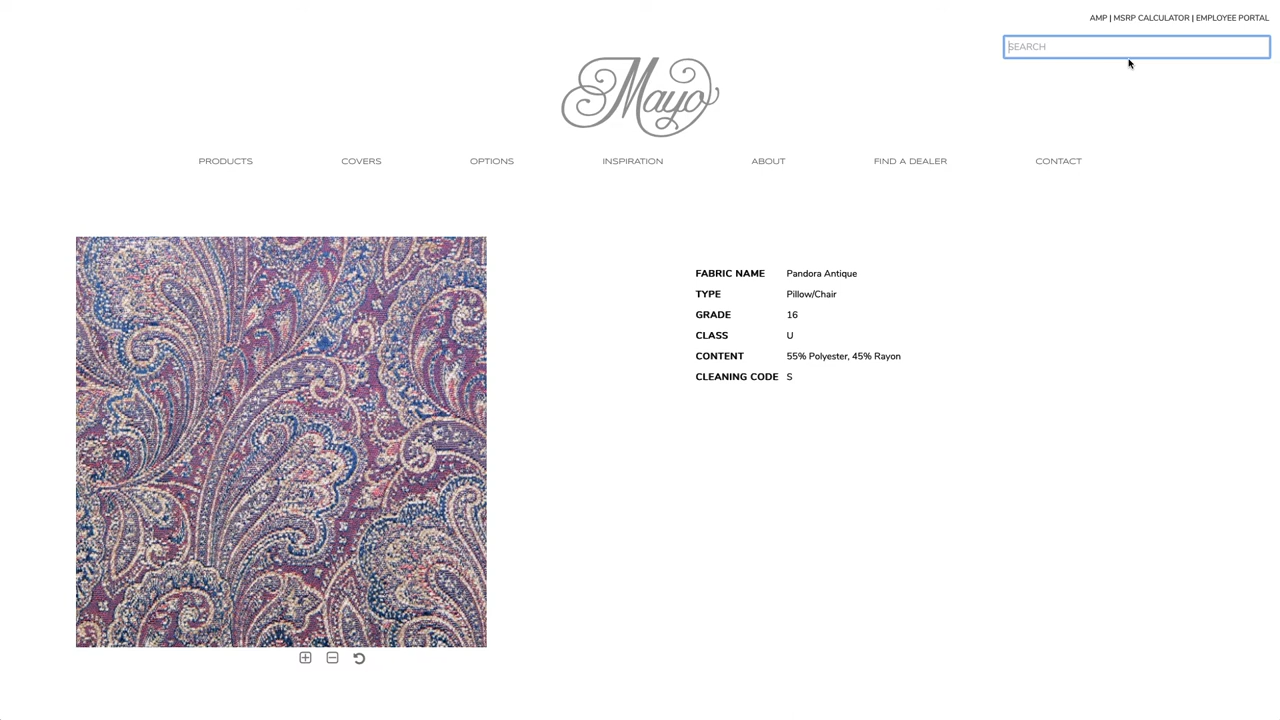 AMP | MSRP CALCULATOR | EMPLOYEE PORTAL
SEARCH
Mayo
PRODUCTS COVERS OPTIONS INSPIRATION ABOUT FIND A DEALER CONTACT
FABRIC NAME Pandora Antique
TYPE Pillow/Chair
GRADE 16
CLASS U
CONTENT 55% Polyester, 45% Rayon
CLEANING CODE S